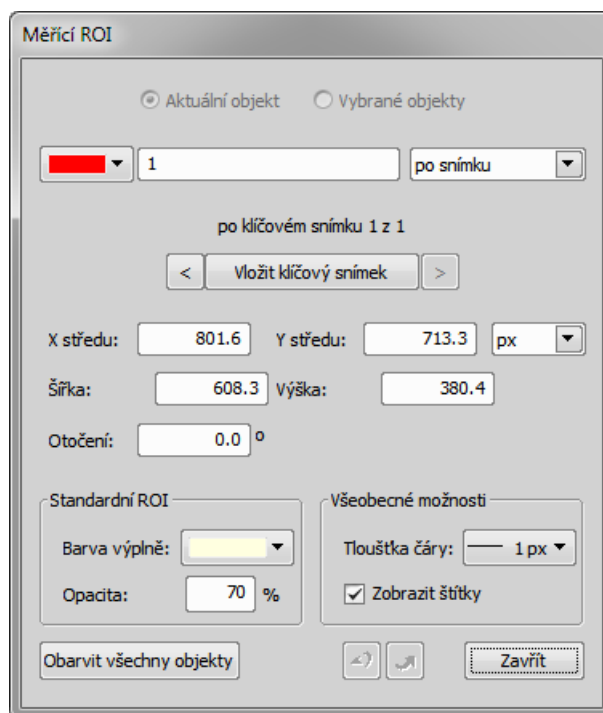 Měřící ROI
Aktuální objekt Vybrané objekty
1 po snímku
po klíčovém snímku 1 z 1
< Vložit klíčový snímek >
X středu: 801.6 Y středu: 713.3 px
Šířka: 608.3 Výška: 380.4
Otočení: 0.0 °
Standardní ROI Všeobecné možnosti
Barva výplně: Tloušťka čáry: 1 px
Opacita: 70 % Zobrazit štítky
Obarvit všechny objekty Zavřít